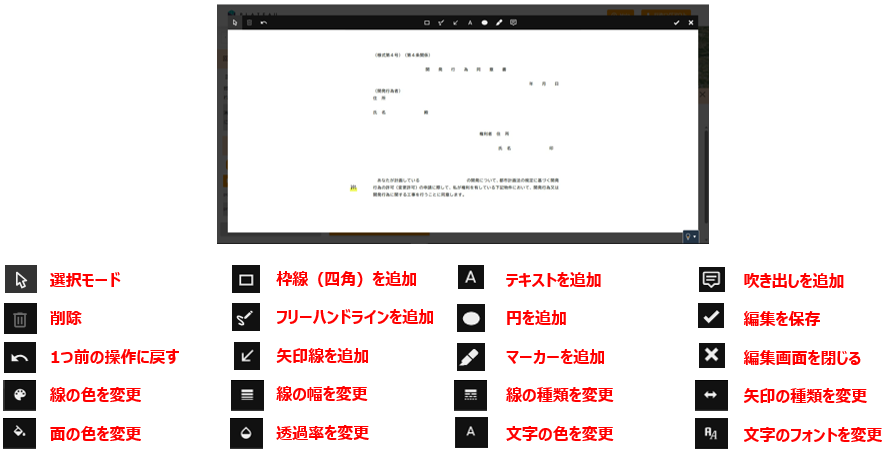 （様式第４号）（第４条関係）
開 発 行 為 同 意 書
年 月 日
（開発行為者）
住 所
氏 名 様
権利者 住 所
氏 名 印
あなたが計画している の開発について、都市計画法の規定に基づく開発
行為の許可（変更許可）の申請に関して、私が権利を有している下記物件において、開発行為又は
開発行為に関する工事を行うことに同意します。
選択モード
枠線（四角）を追加
テキストを追加
吹き出しを追加
削除
フリーハンドラインを追加
円を追加
編集を保存
1つ前の操作に戻す
矢印線を追加
マーカーを追加
編集画面を閉じる
線の色を変更
線の幅を変更
線の種類を変更
矢印の種類を変更
面の色を変更
透過率を変更
文字の色を変更
文字のフォントを変更